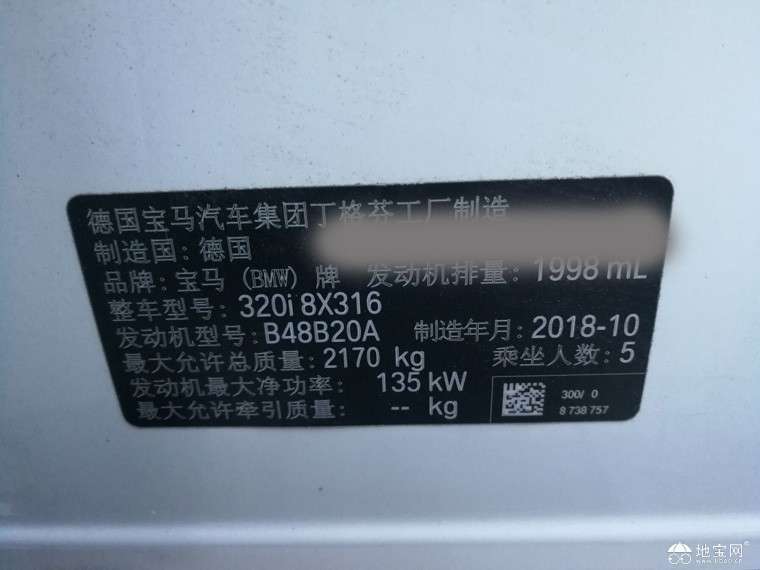 德国宝马汽车集团丁格芬工厂制造
制造国: 德国
品牌: 宝马 (BMW) 牌 发动机排量: 1998 mL
整车型号: 320i 8X316
发动机型号: B48B20A 制造年月: 2018-10
最大允许总质量: 2170 kg 乘坐人数: 5
发动机最大净功率: 135 kW
最大允许牵引质量: -- kg
300/ 0
8 738 757
地宝网